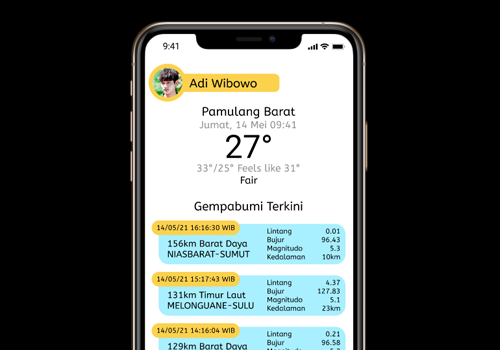 9:41
Adi Wibowo
Pamulang Barat
Jumat, 14 Mei 09:41
27°
33°/25° Feels like 31°
Fair
Gempabumi Terkini
14/05/21 16:16:30 WIB
156km Barat Daya
NIASBARAT-SUMUT
Lintang 0.01
Bujur 96.43
Magnitudo 5.3
Kedalaman 10km
14/05/21 15:17:43 WIB
131km Timur Laut
MELONGUANE-SULU
Lintang 4.37
Bujur 127.83
Magnitudo 5.1
Kedalaman 23km
14/05/21 14:16:04 WIB
129km Barat Daya
Lintang 0.21
Bujur 96.58
Magnitudo